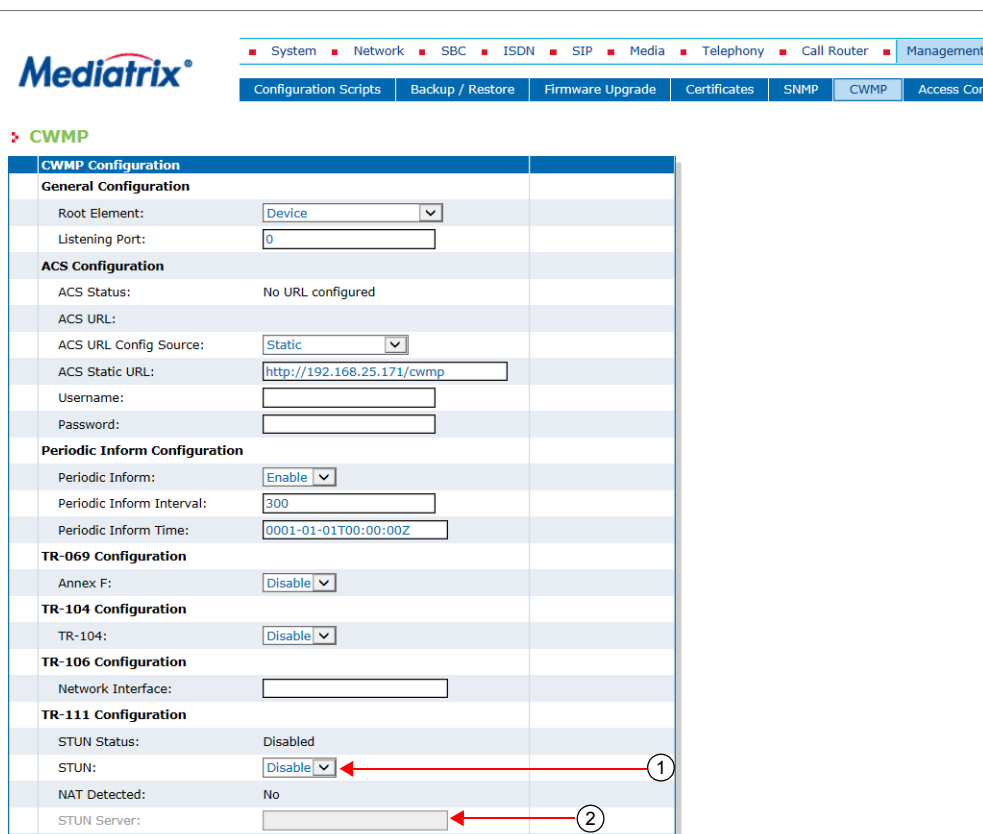 Mediatrix®
System Network SBC ISDN SIP Media Telephony Call Router Management
Configuration Scripts Backup / Restore Firmware Upgrade Certificates SNMP CWMP Access Con
CWMP
CWMP Configuration
General Configuration
Root Element: Device
Listening Port: 0
ACS Configuration
ACS Status: No URL configured
ACS URL:
ACS URL Config Source: Static
ACS Static URL: http://192.168.25.171/cwmp
Username:
Password:
Periodic Inform Configuration
Periodic Inform: Enable
Periodic Inform Interval: 300
Periodic Inform Time: 0001-01-01T00:00:00Z
TR-069 Configuration
Annex F: Disable
TR-104 Configuration
TR-104: Disable
TR-106 Configuration
Network Interface:
TR-111 Configuration
STUN Status: Disabled
STUN: Disable 1
NAT Detected: No
STUN Server: 2